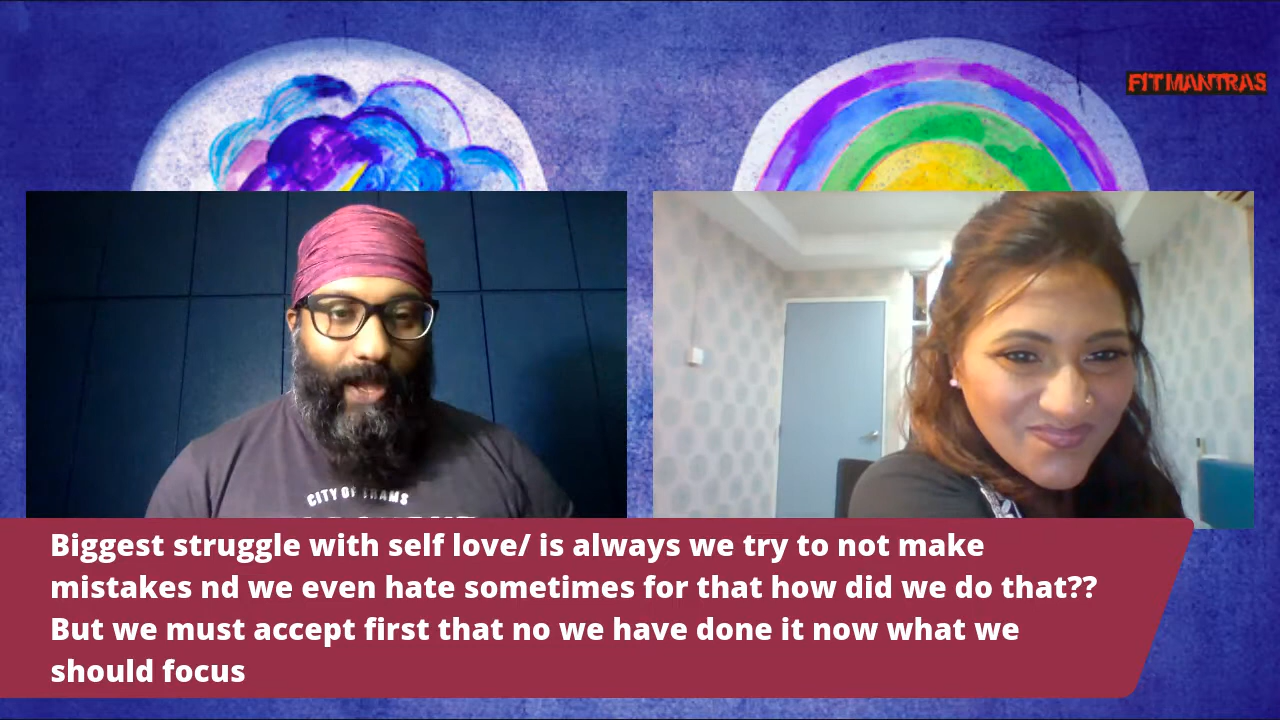 FITMANTRAS
CITY OF TRAMS
Biggest struggle with self love/ is always we try to not make
mistakes nd we even hate sometimes for that how did we do that??
But we must accept first that no we have done it now what we
should focus